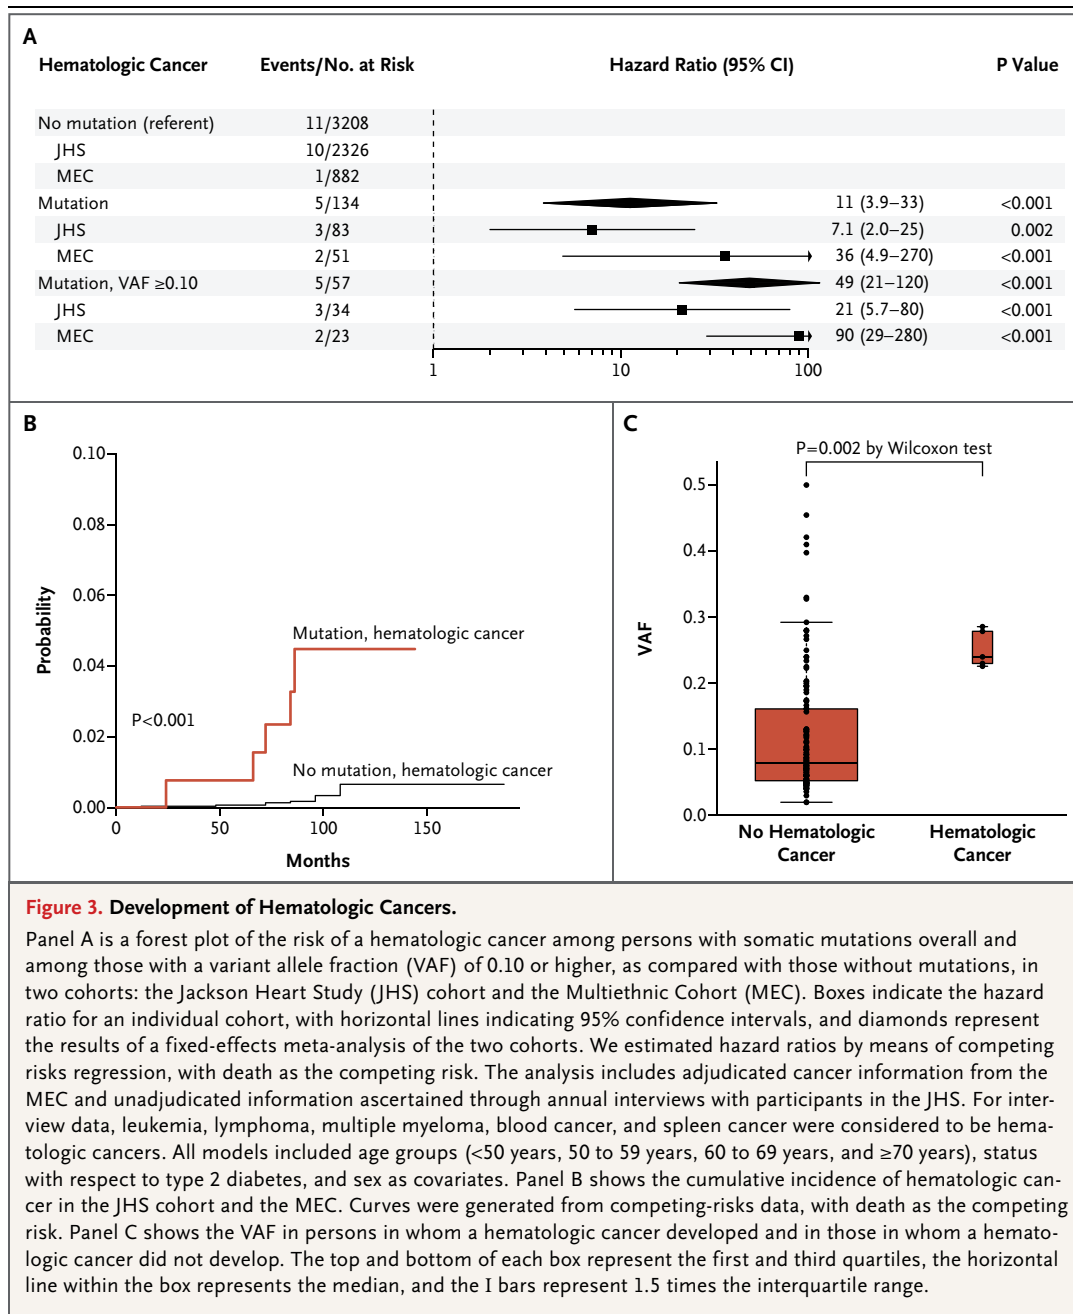 A
Hematologic Cancer Events/No. at Risk Hazard Ratio (95% CI) P Value
No mutation (referent) 11/3208
JHS 10/2326
MEC 1/882
Mutation 5/134 11 (3.9–33) <0.001
JHS 3/83 7.1 (2.0–25) 0.002
MEC 2/51 36 (4.9–270) <0.001
Mutation, VAF ≥0.10 5/57 49 (21–120) <0.001
JHS 3/34 21 (5.7–80) <0.001
MEC 2/23 90 (29–280) <0.001
1 10 100
B
0.10
0.08
0.06
0.04
0.02
0.00
Probability
Mutation, hematologic cancer
P<0.001
No mutation, hematologic cancer
0 50 100 150
Months
C
P=0.002 by Wilcoxon test
0.5
0.4
0.3
0.2
0.1
0.0
VAF
No Hematologic
Cancer
Hematologic
Cancer
Figure 3. Development of Hematologic Cancers.
Panel A is a forest plot of the risk of a hematologic cancer among persons with somatic mutations overall and
among those with a variant allele fraction (VAF) of 0.10 or higher, as compared with those without mutations, in
two cohorts: the Jackson Heart Study (JHS) cohort and the Multiethnic Cohort (MEC). Boxes indicate the hazard
ratio for an individual cohort, with horizontal lines indicating 95% confidence intervals, and diamonds represent
the results of a fixed-effects meta-analysis of the two cohorts. We estimated hazard ratios by means of competing
risks regression, with death as the competing risk. The analysis includes adjudicated cancer information from the
MEC and unadjudicated information ascertained through annual interviews with participants in the JHS. For inter-
view data, leukemia, lymphoma, multiple myeloma, blood cancer, and spleen cancer were considered to be hema-
tologic cancers. All models included age groups (<50 years, 50 to 59 years, 60 to 69 years, and ≥70 years), status
with respect to type 2 diabetes, and sex as covariates. Panel B shows the cumulative incidence of hematologic can-
cer in the JHS cohort and the MEC. Curves were generated from competing-risks data, with death as the competing
risk. Panel C shows the VAF in persons in whom a hematologic cancer developed and in those in whom a hemato-
logic cancer did not develop. The top and bottom of each box represent the first and third quartiles, the horizontal
line within the box represents the median, and the I bars represent 1.5 times the interquartile range.